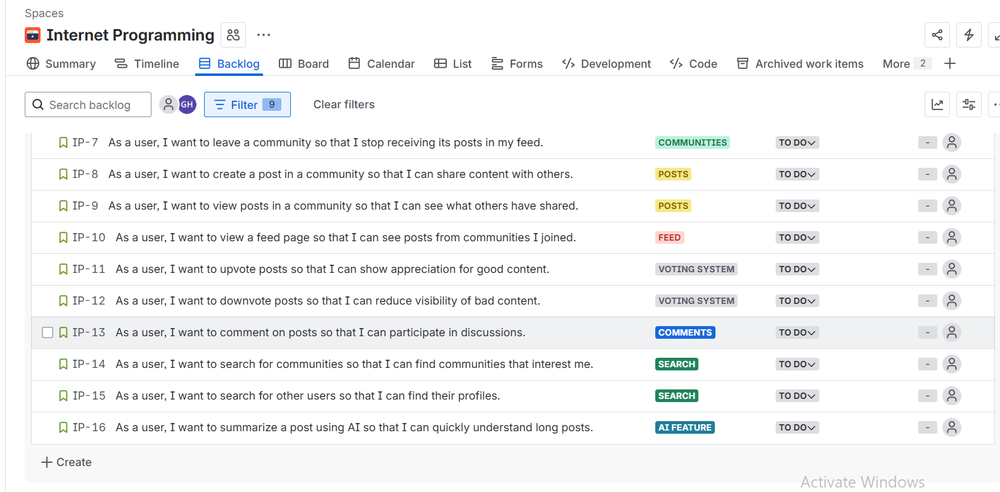 Spaces
Internet Programming
Summary Timeline Backlog Board Calendar List Forms Development Code Archived work items More 2
Search backlog GH Filter 9 Clear filters
IP-7 As a user, I want to leave a community so that I stop receiving its posts in my feed. COMMUNITIES TO DO -
IP-8 As a user, I want to create a post in a community so that I can share content with others. POSTS TO DO -
IP-9 As a user, I want to view posts in a community so that I can see what others have shared. POSTS TO DO -
IP-10 As a user, I want to view a feed page so that I can see posts from communities I joined. FEED TO DO -
IP-11 As a user, I want to upvote posts so that I can show appreciation for good content. VOTING SYSTEM TO DO -
IP-12 As a user, I want to downvote posts so that I can reduce visibility of bad content. VOTING SYSTEM TO DO -
IP-13 As a user, I want to comment on posts so that I can participate in discussions. COMMENTS TO DO -
IP-14 As a user, I want to search for communities so that I can find communities that interest me. SEARCH TO DO -
IP-15 As a user, I want to search for other users so that I can find their profiles. SEARCH TO DO -
IP-16 As a user, I want to summarize a post using AI so that I can quickly understand long posts. AI FEATURE TO DO -
Create
Activate Windows